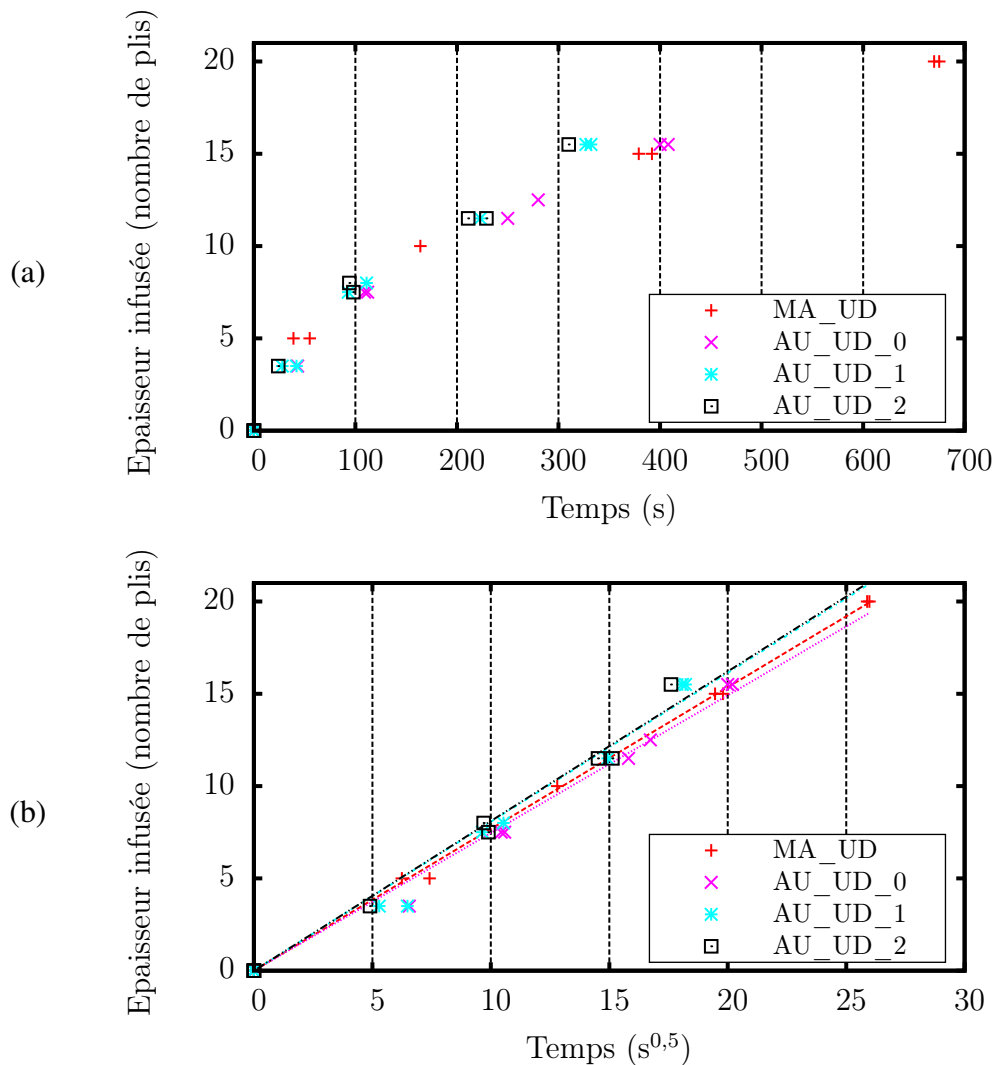 (a)
Epaisseur infusée (nombre de plis)
20
15
10
5
0
0 100 200 300 400 500 600 700
Temps (s)
MA_UD
AU_UD_0
AU_UD_1
AU_UD_2
(b)
Epaisseur infusée (nombre de plis)
20
15
10
5
0
0 5 10 15 20 25 30
Temps (s^0,5)
MA_UD
AU_UD_0
AU_UD_1
AU_UD_2